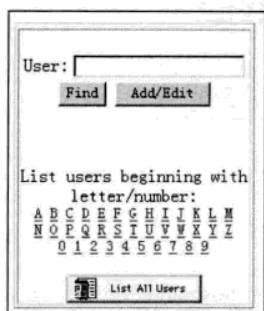 User:
Find Add/Edit
List users beginning with
letter/number:
A B C D E F G H I J K L M
N O P Q R S T U V W X Y Z
0 1 2 3 4 5 6 7 8 9
List All Users